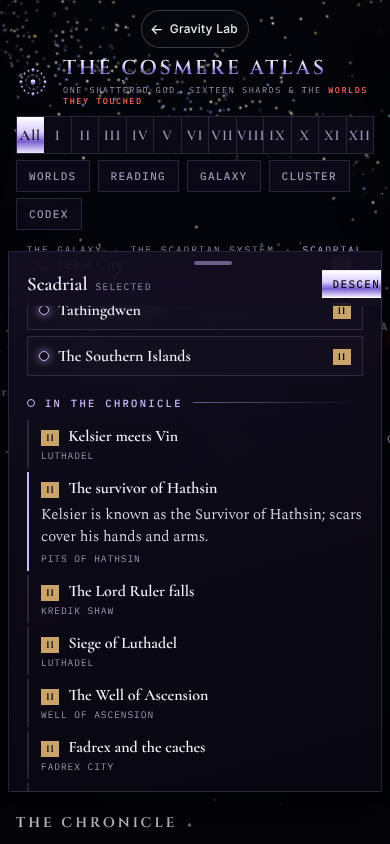 ← Gravity Lab
THE COSMERE ATLAS
ONE SHATTERED GOD, SIXTEEN SHARDS & THE WORLDS
THEY TOUCHED
All I II III IV V VI VII VIII IX X XI XII
WORLDS READING GALAXY CLUSTER
CODEX
THE GALAXY · THE SCADRIAN SYSTEM · SCADRIAL
Scadrial SELECTED DESCEN
Tathingdwen II
The Southern Islands II
IN THE CHRONICLE
II Kelsier meets Vin
LUTHADEL
II The survivor of Hathsin
Kelsier is known as the Survivor of Hathsin; scars
cover his hands and arms.
PITS OF HATHSIN
II The Lord Ruler falls
KREDIK SHAW
II Siege of Luthadel
LUTHADEL
II The Well of Ascension
WELL OF ASCENSION
II Fadrex and the caches
FADREX CITY
THE CHRONICLE ▴